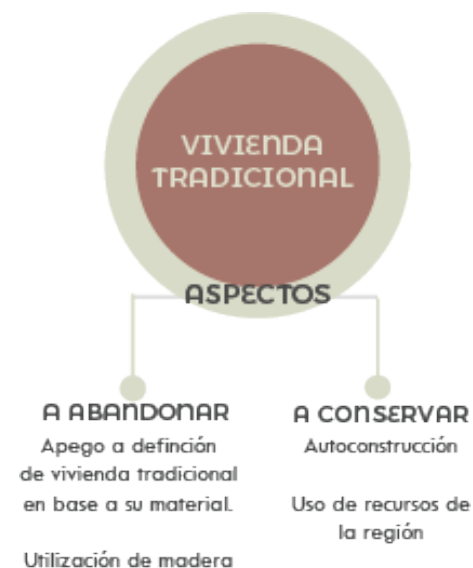 VIVIENDA
TRADICIONAL
ASPECTOS
A ABANDONAR
Apego a definción
de vivienda tradicional
en base a su material.
Utilización de madera
A CONSERVAR
Autoconstrucción
Uso de recursos de
la región